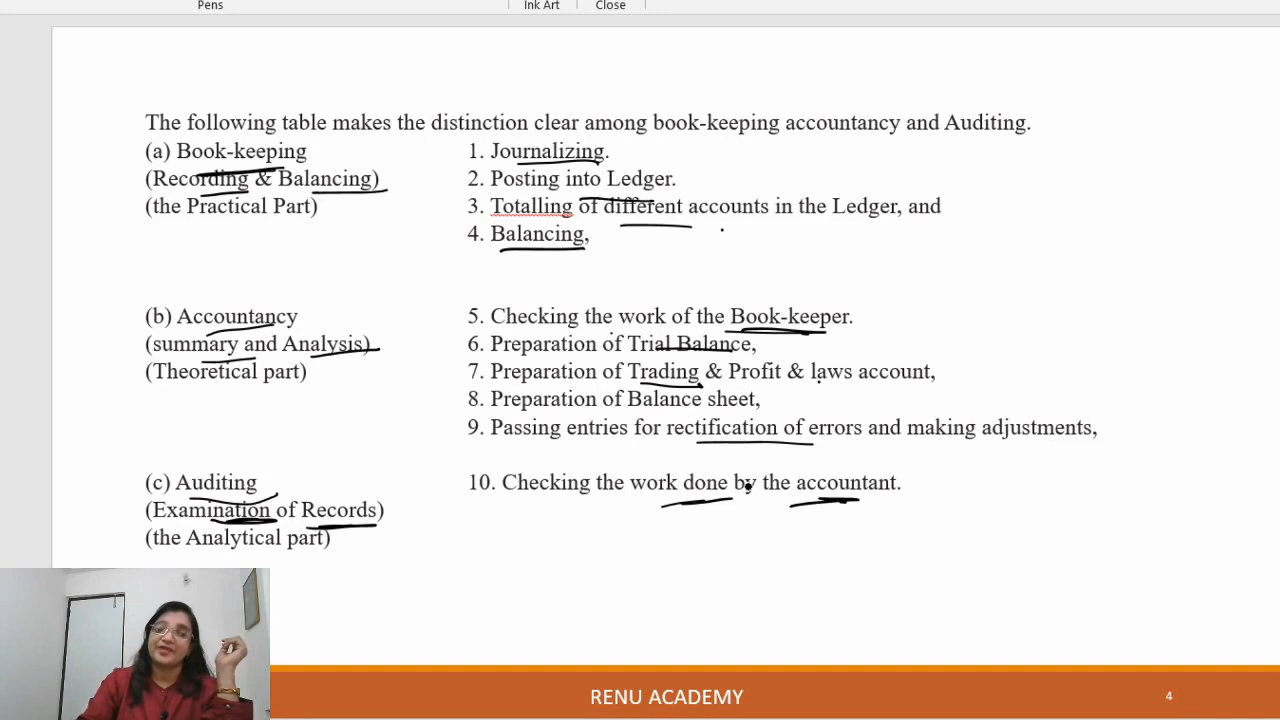 Pens Ink Art Close
The following table makes the distinction clear among book-keeping accountancy and Auditing.
(a) Book-keeping 1. Journalizing.
(Recording & Balancing) 2. Posting into Ledger.
(the Practical Part) 3. Totalling of different accounts in the Ledger, and
4. Balancing,
(b) Accountancy 5. Checking the work of the Book-keeper.
(summary and Analysis) 6. Preparation of Trial Balance,
(Theoretical part) 7. Preparation of Trading & Profit & laws account,
8. Preparation of Balance sheet,
9. Passing entries for rectification of errors and making adjustments,
(c) Auditing 10. Checking the work done by the accountant.
(Examination of Records)
(the Analytical part)
RENU ACADEMY 4